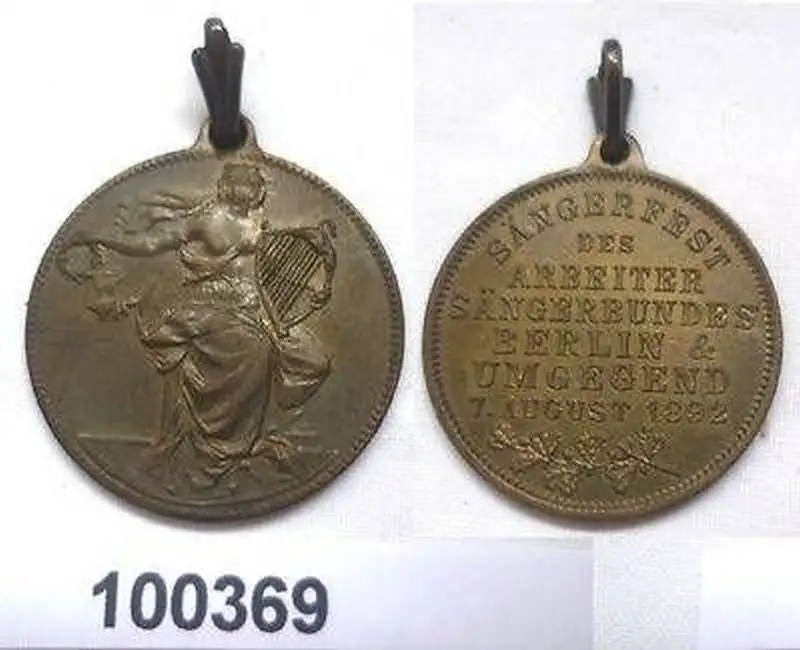 SÄNGERFEST
DES
ARBEITER
SÄNGERBUNDES
BERLIN &
UMGEGEND
7. AUGUST 1892
100369